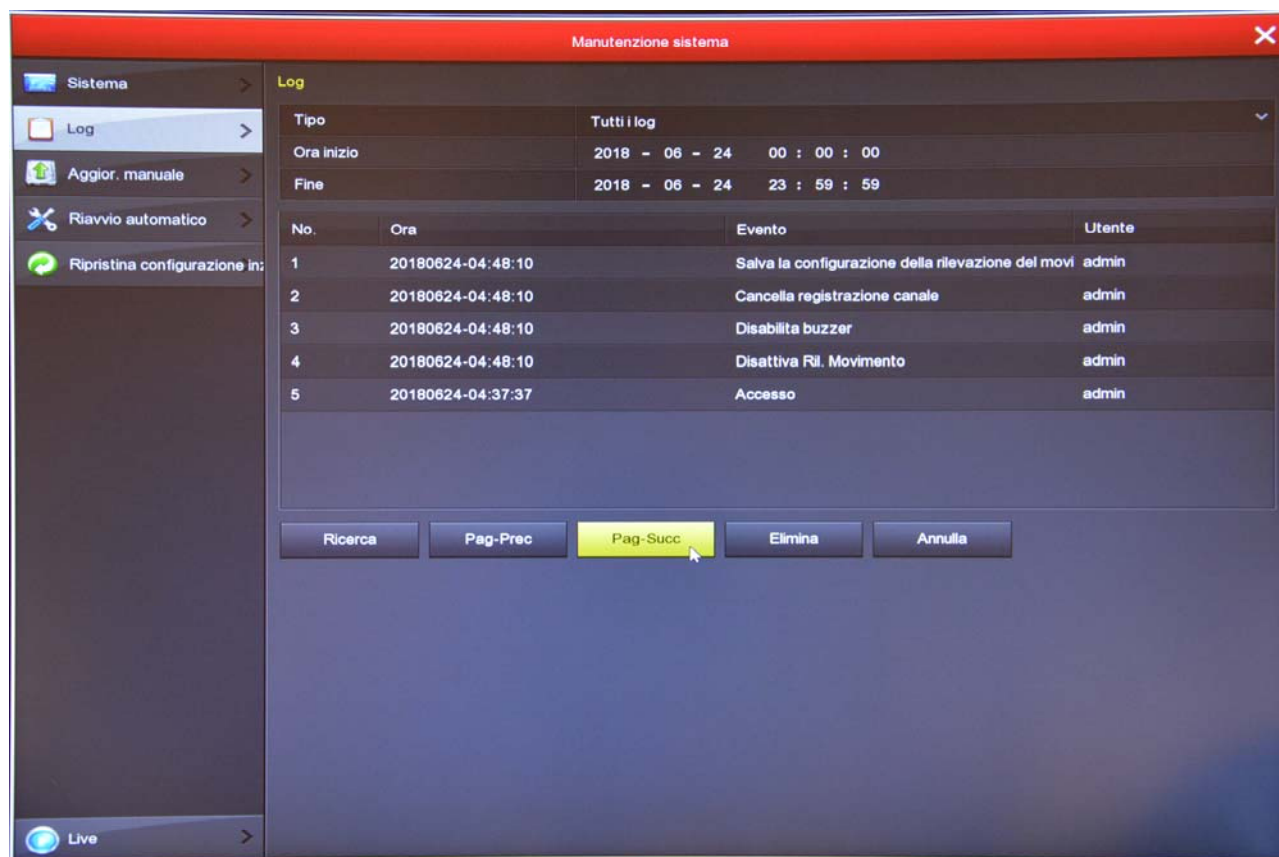 Manutenzione sistema
Sistema
Log
Aggior. manuale
Riavvio automatico
Ripristina configurazione inz
Live
Log
Tipo Tutti i log
Ora inizio 2018 - 06 - 24 00 : 00 : 00
Fine 2018 - 06 - 24 23 : 59 : 59
No. Ora Evento Utente
1 20180624-04:48:10 Salva la configurazione della rilevazione del movi admin
2 20180624-04:48:10 Cancella registrazione canale admin
3 20180624-04:48:10 Disabilita buzzer admin
4 20180624-04:48:10 Disattiva Ril. Movimento admin
5 20180624-04:37:37 Accesso admin
Ricerca Pag-Prec Pag-Succ Elimina Annulla